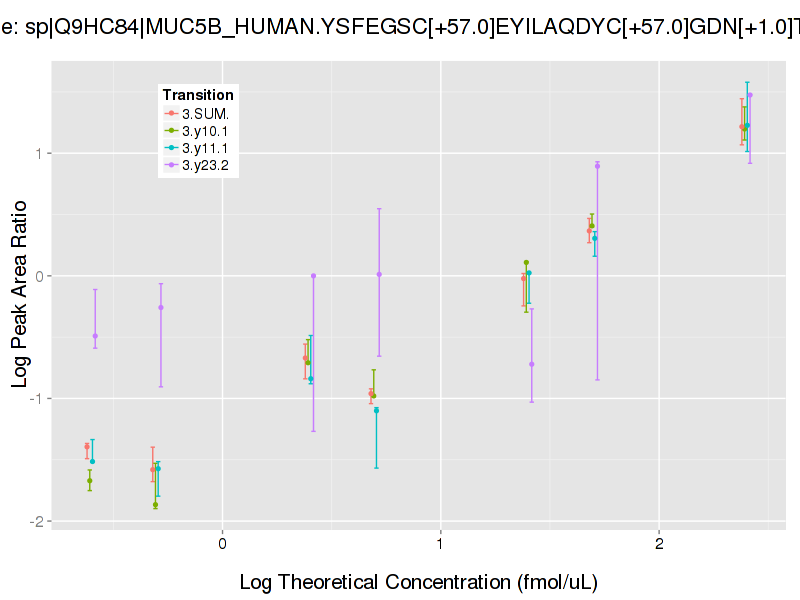 e: sp|Q9HC84|MUC5B_HUMAN.YSFEGSC[+57.0]EYILAQDYC[+57.0]GDN[+1.0]T
Transition
3.SUM.
3.y10.1
3.y11.1
3.y23.2
Log Peak Area Ratio
1
0
-1
-2
0 1 2
Log Theoretical Concentration (fmol/uL)